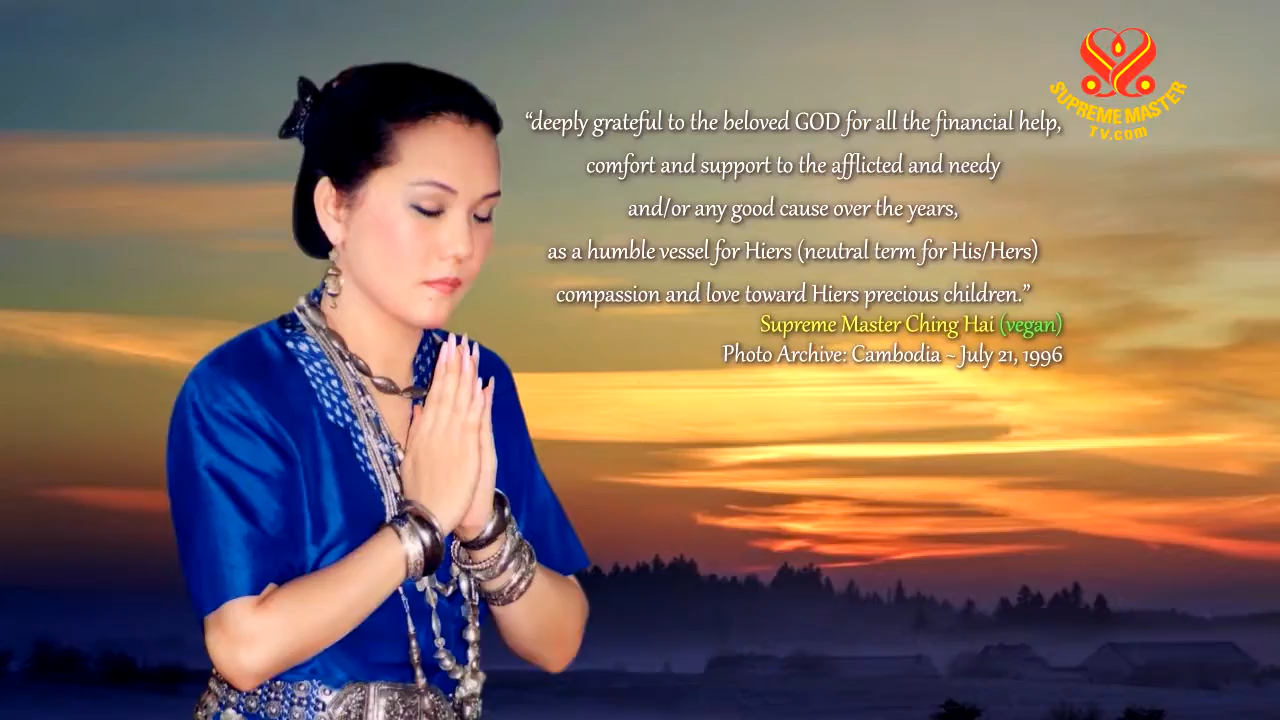 SUPREME MASTER
TV.com
“deeply grateful to the beloved GOD for all the financial help,
comfort and support to the afflicted and needy
and/or any good cause over the years,
as a humble vessel for Hiers (neutral term for His/Hers)
compassion and love toward Hiers precious children.”
Supreme Master Ching Hai (vegan)
Photo Archive: Cambodia ~ July 21, 1996